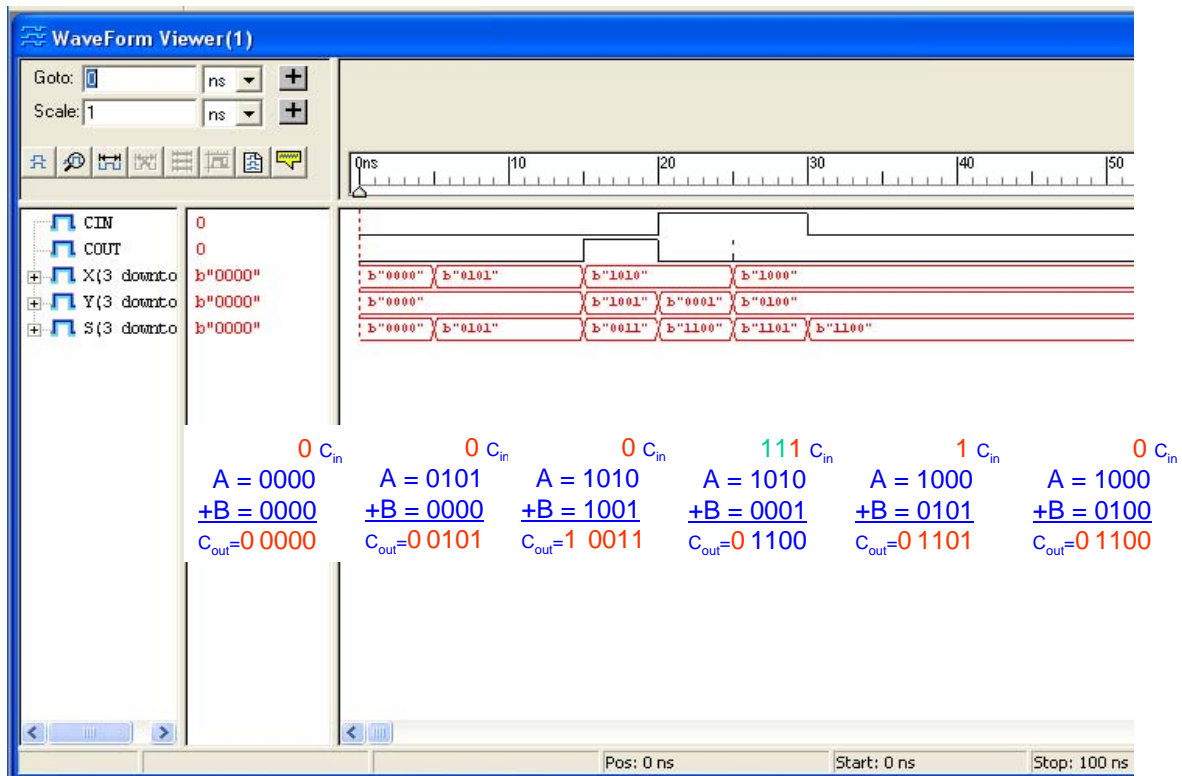 WaveForm Viewer(1)
Goto: 0 ns +
Scale: 1 ns +
0ns |10 |20 |30 |40 |50
CIN 0
COUT 0
X(3 downto b"0000" b"0000" b"0101" b"1010" b"1000"
Y(3 downto b"0000" b"0000" b"1001" b"0001" b"0100"
S(3 downto b"0000" b"0000" b"0101" b"0011" b"1100" b"1101" b"1100"
0 Cin 0 Cin 0 Cin 111 Cin 1 Cin 0 Cin
A = 0000 A = 0101 A = 1010 A = 1010 A = 1000 A = 1000
+B = 0000 +B = 0000 +B = 1001 +B = 0001 +B = 0101 +B = 0100
Cout=0 0000 Cout=0 0101 Cout=1 0011 Cout=0 1100 Cout=0 1101 Cout=0 1100
Pos: 0 ns Start: 0 ns Stop: 100 ns